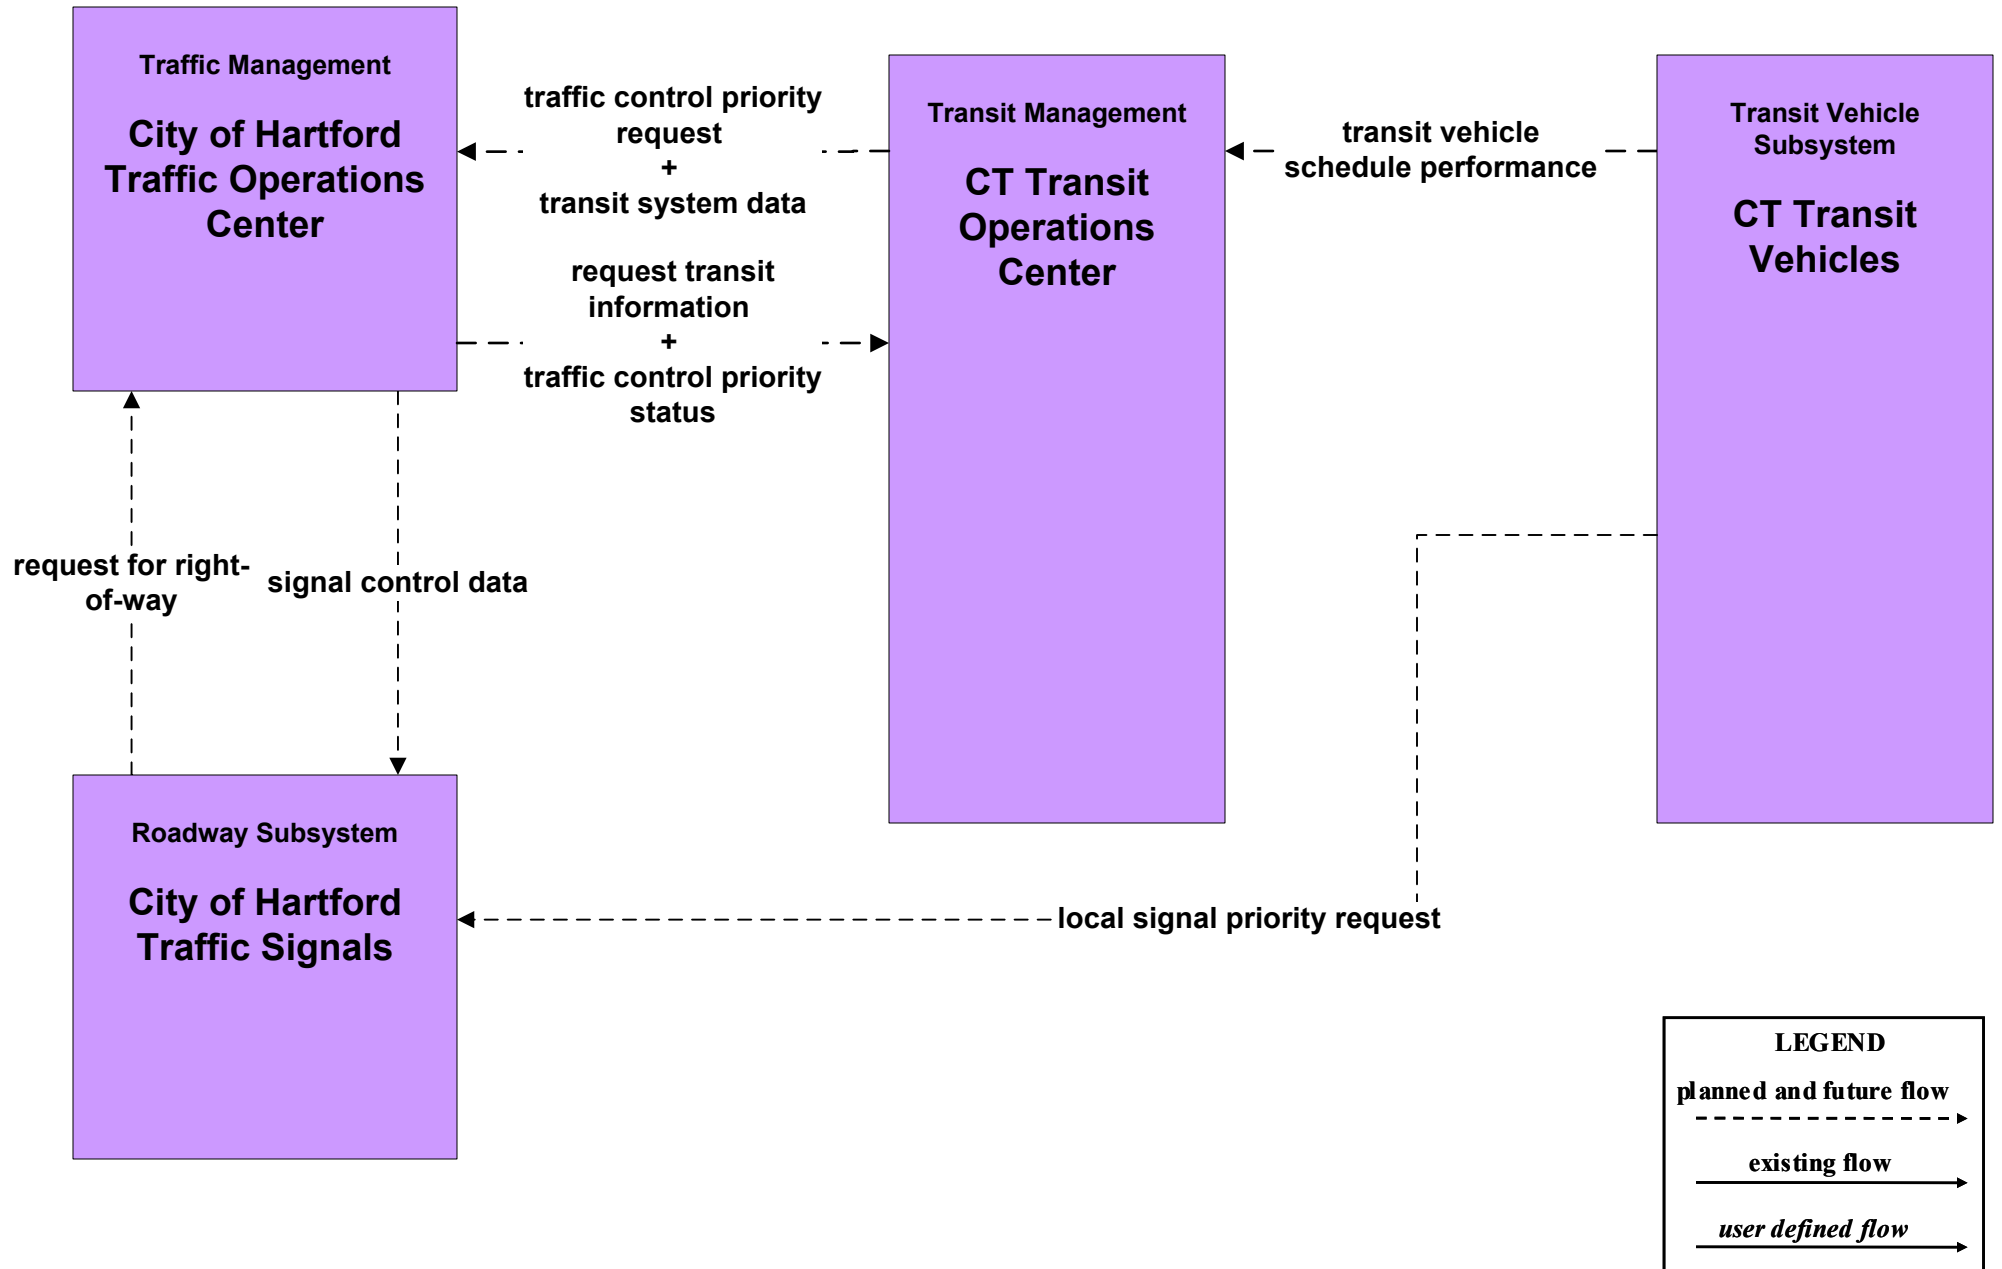 Traffic Management
City of Hartford
Traffic Operations
Center
traffic control priority
request
+
transit system data
request transit
information
+
traffic control priority
status
Transit Management
CT Transit
Operations
Center
transit vehicle
schedule performance
Transit Vehicle
Subsystem
CT Transit
Vehicles
request for right-
of-way
signal control data
Roadway Subsystem
City of Hartford
Traffic Signals
local signal priority request
LEGEND
planned and future flow
existing flow
user defined flow